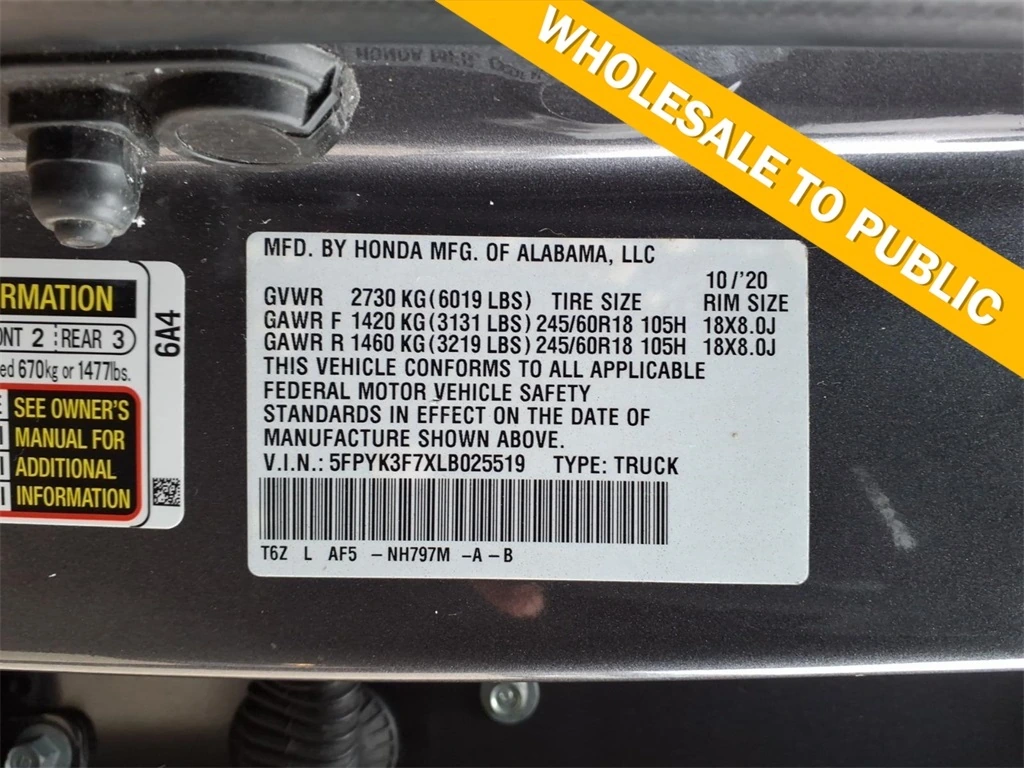 WHOLESALE TO PUBLIC
MFD. BY HONDA MFG. OF ALABAMA, LLC
10/'20
GVWR 2730 KG (6019 LBS) TIRE SIZE RIM SIZE
GAWR F 1420 KG (3131 LBS) 245/60R18 105H 18X8.0J
GAWR R 1460 KG (3219 LBS) 245/60R18 105H 18X8.0J
THIS VEHICLE CONFORMS TO ALL APPLICABLE
FEDERAL MOTOR VEHICLE SAFETY
STANDARDS IN EFFECT ON THE DATE OF
MANUFACTURE SHOWN ABOVE.
V.I.N.: 5FPYK3F7XLB025519 TYPE: TRUCK
T6Z L AF5 -NH797M -A-B
RMATION
NT 2 REAR 3
ed 670kg or 1477lbs.
SEE OWNER'S
MANUAL FOR
ADDITIONAL
INFORMATION
6A4